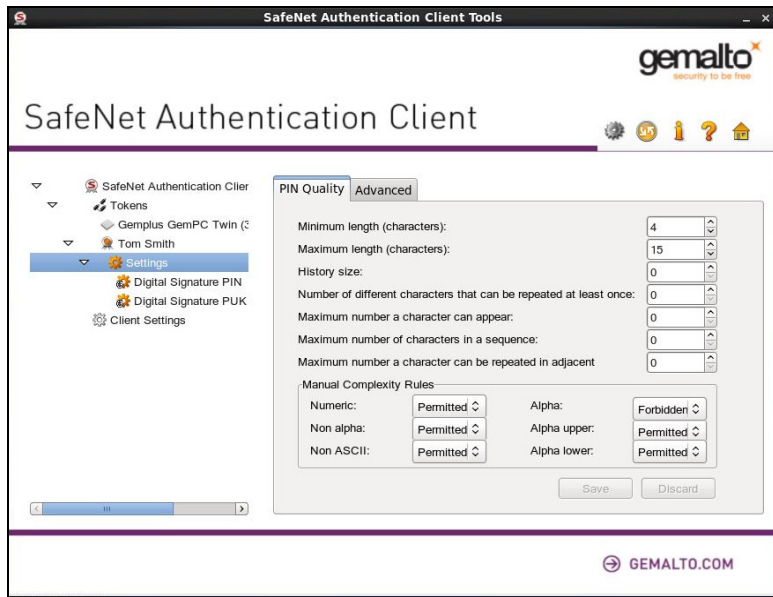 SafeNet Authentication Client Tools
gemalto
security to be free
SafeNet Authentication Client
SafeNet Authentication Clier
Tokens
Gemplus GemPC Twin (3
Tom Smith
Settings
Digital Signature PIN
Digital Signature PUK
Client Settings
PIN Quality Advanced
Minimum length (characters): 4
Maximum length (characters): 15
History size: 0
Number of different characters that can be repeated at least once: 0
Maximum number a character can appear: 0
Maximum number of characters in a sequence: 0
Maximum number a character can be repeated in adjacent 0
Manual Complexity Rules
Numeric: Permitted Alpha: Forbidden
Non alpha: Permitted Alpha upper: Permitted
Non ASCII: Permitted Alpha lower: Permitted
Save Discard
GEMALTO.COM